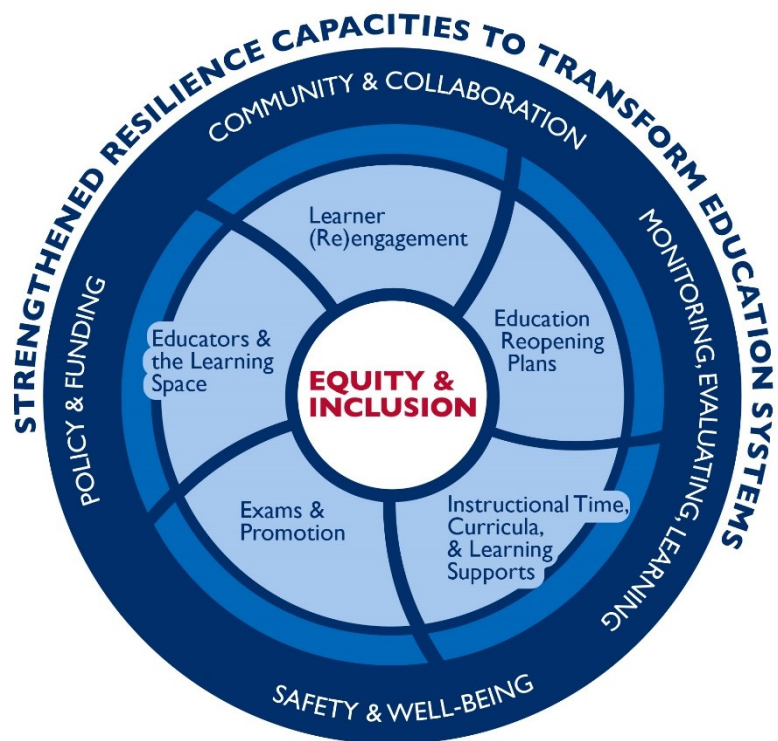 STRENGTHENED RESILIENCE CAPACITIES TO TRANSFORM EDUCATION SYSTEMS
COMMUNITY & COLLABORATION
MONITORING, EVALUATING, LEARNING
SAFETY & WELL-BEING
POLICY & FUNDING
Learner
(Re)engagement
Education
Reopening
Plans
Instructional Time,
Curricula,
& Learning
Supports
Exams &
Promotion
Educators &
the Learning
Space
EQUITY &
INCLUSION